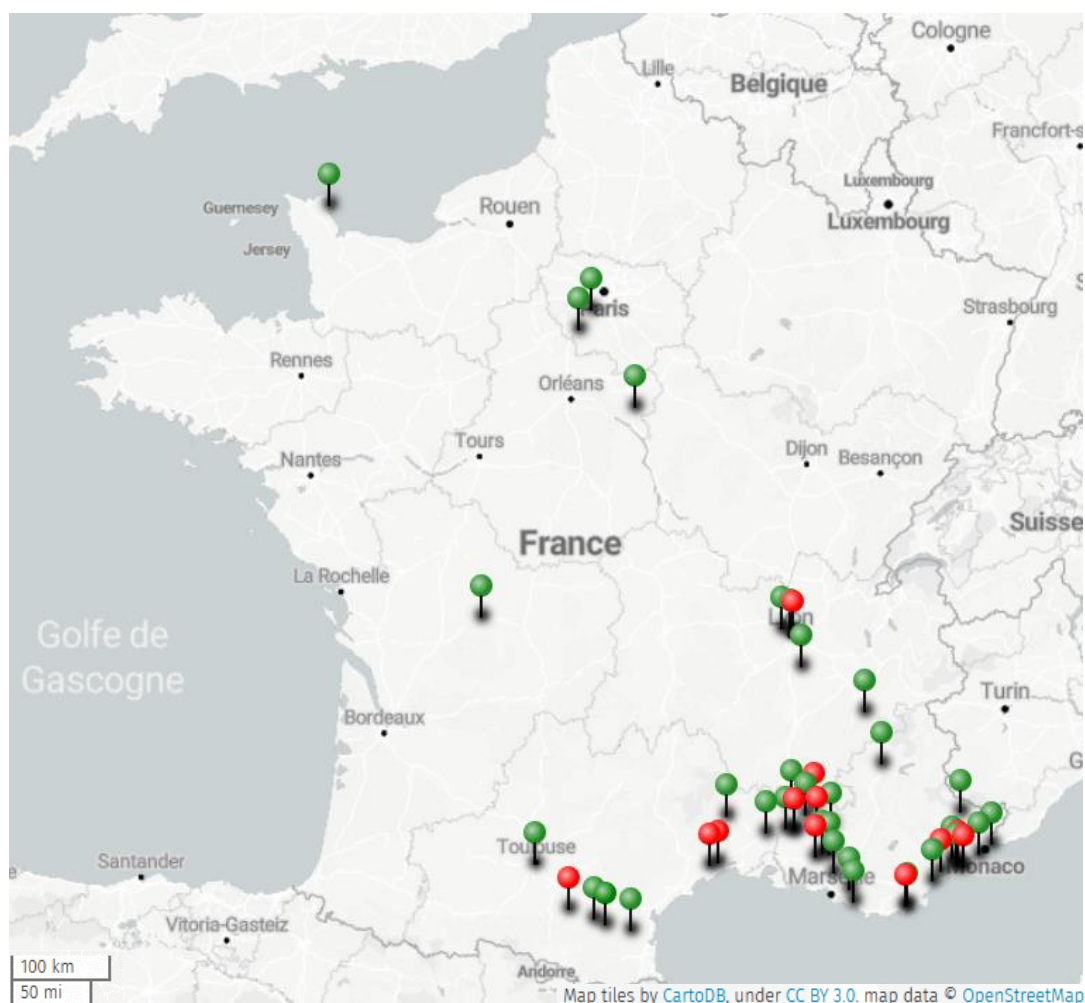 Cologne
Lille
Belgique
Francfort-s
Luxembourg
Guernesey
Rouen
Luxembourg
Jersey
Paris
Strasbourg
Rennes
Orléans
Tours
Dijon
Besançon
Nantes
Suisse
France
La Rochelle
Lyon
Golfe de
Gascogne
Turin
Bordeaux
G
Toulouse
Santander
Marseille
Monaco
e
Vitoria-Gasteiz
100 km
Andorre
50 mi
Map tiles by CartoDB, under CC BY 3.0. map data © OpenStreetMap